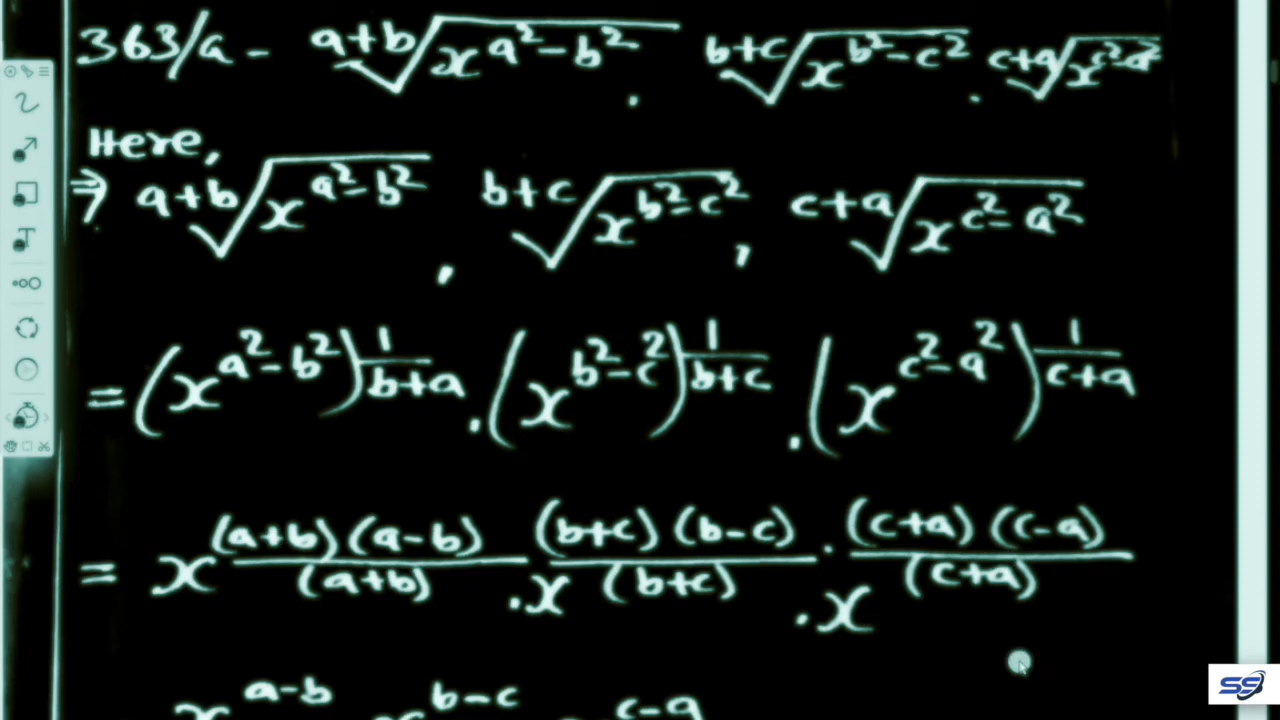 363/a - a+b√x^a²-b² . b+c√x^b²-c² . c+a√x^c²-a²
Here,
⇒ a+b√x^a²-b² , b+c√x^b²-c² , c+a√x^c²-a²
= (x^a²-b²)^1/b+a . (x^b²-c²)^1/b+c . (x^c²-a²)^1/c+a
= x^(a+b)(a-b)/(a+b) . x^(b+c)(b-c)/(b+c) . x^(c+a)(c-a)/(c+a)
x^a-b x^b-c x^c-a
T
SS